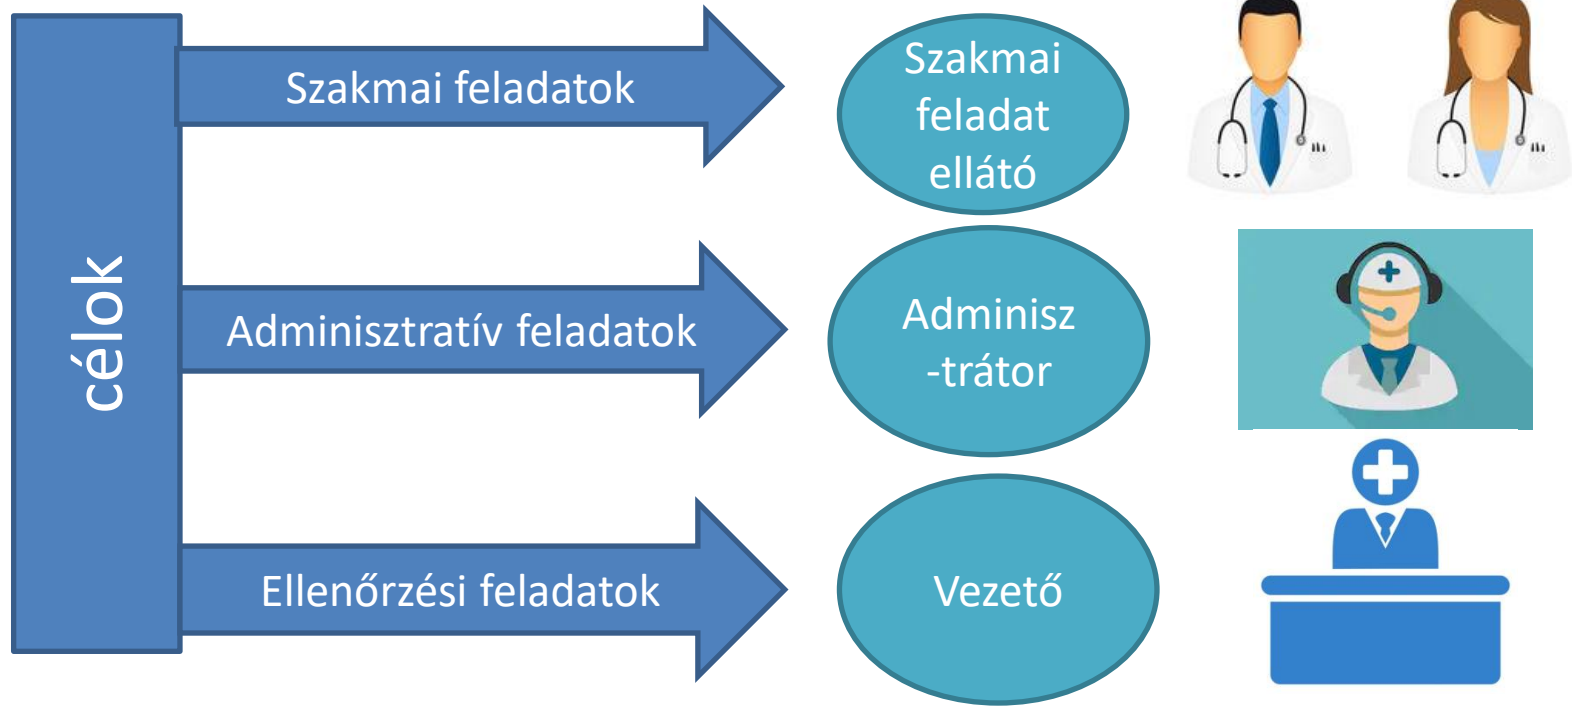 célok
Szakmai feladatok
Szakmai
feladat
ellátó
Adminisztratív feladatok
Adminisz
-trátor
Ellenőrzési feladatok
Vezető